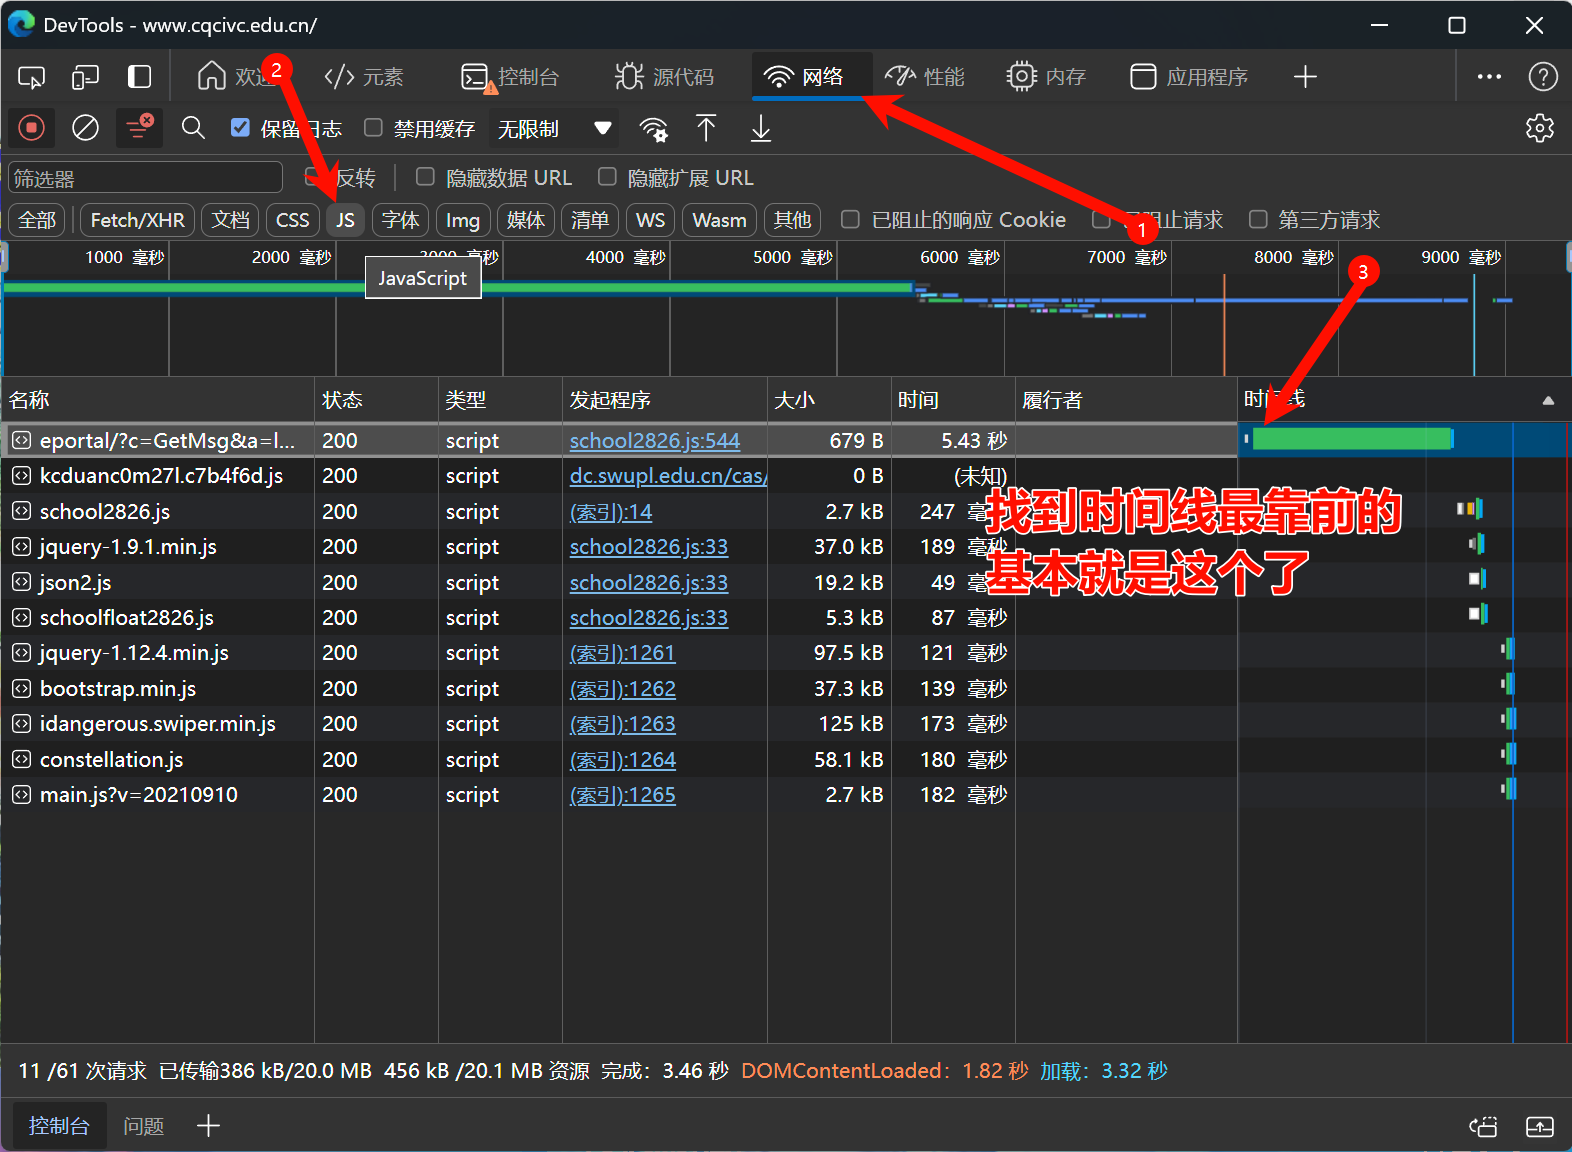 DevTools - www.cqcivc.edu.cn/
欢迎 2 元素 控制台 源代码 网络 性能 内存 应用程序
保留日志 禁用缓存 无限制
筛选器 反转 隐藏数据 URL 隐藏扩展 URL
全部 Fetch/XHR 文档 CSS JS 字体 Img 媒体 清单 WS Wasm 其他 已阻止的响应 Cookie 已阻止请求 第三方请求
1
1000 毫秒 2000 毫秒 3000 毫秒 4000 毫秒 5000 毫秒 6000 毫秒 7000 毫秒 8000 毫秒 9000 毫秒
JavaScript
3
名称 状态 类型 发起程序 大小 时间 履行者 时间线
eportal/?c=GetMsg&a=l... 200 script school2826.js:544 679 B 5.43 秒
kcduanc0m27l.c7b4f6d.js 200 script dc.swupl.edu.cn/cas/ 0 B (未知)
school2826.js 200 script (索引):14 2.7 kB 247 毫秒
找到时间线最靠前的
jquery-1.9.1.min.js 200 script school2826.js:33 37.0 kB 189 毫秒
基本就是这个了
json2.js 200 script school2826.js:33 19.2 kB 49 毫秒
schoolfloat2826.js 200 script school2826.js:33 5.3 kB 87 毫秒
jquery-1.12.4.min.js 200 script (索引):1261 97.5 kB 121 毫秒
bootstrap.min.js 200 script (索引):1262 37.3 kB 139 毫秒
idangerous.swiper.min.js 200 script (索引):1263 125 kB 173 毫秒
constellation.js 200 script (索引):1264 58.1 kB 180 毫秒
main.js?v=20210910 200 script (索引):1265 2.7 kB 182 毫秒
11 /61 次请求 已传输386 kB/20.0 MB 456 kB /20.1 MB 资源 完成：3.46 秒 DOMContentLoaded：1.82 秒 加载：3.32 秒
控制台 问题